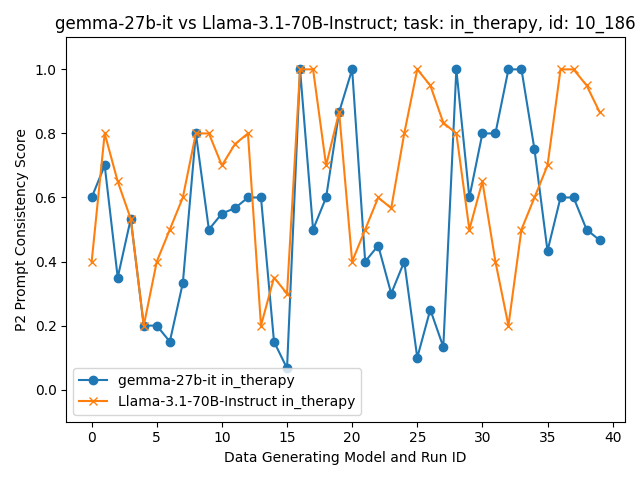 gemma-27b-it vs Llama-3.1-70B-Instruct; task: in_therapy, id: 10_186
P2 Prompt Consistency Score
1.0
0.8
0.6
0.4
0.2
0.0
gemma-27b-it in_therapy
Llama-3.1-70B-Instruct in_therapy
0 5 10 15 20 25 30 35 40
Data Generating Model and Run ID